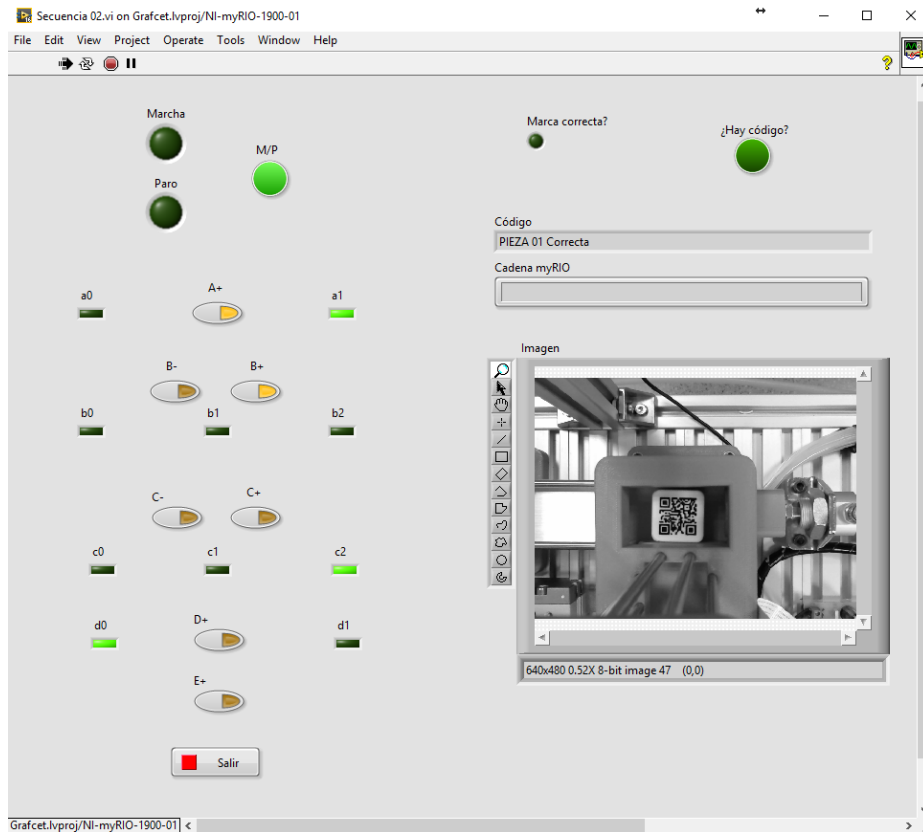 Secuencia 02.vi on Grafcet.lvproj/NI-myRIO-1900-01
File Edit View Project Operate Tools Window Help
Marcha
M/P
Paro
Marca correcta?
¿Hay código?
Código
PIEZA 01 Correcta
Cadena myRIO
a0 A+ a1
B- B+
b0 b1 b2
C- C+
c0 c1 c2
d0 D+ d1
E+
Salir
Imagen
640x480 0.52X 8-bit image 47 (0,0)
Grafcet.lvproj/NI-myRIO-1900-01